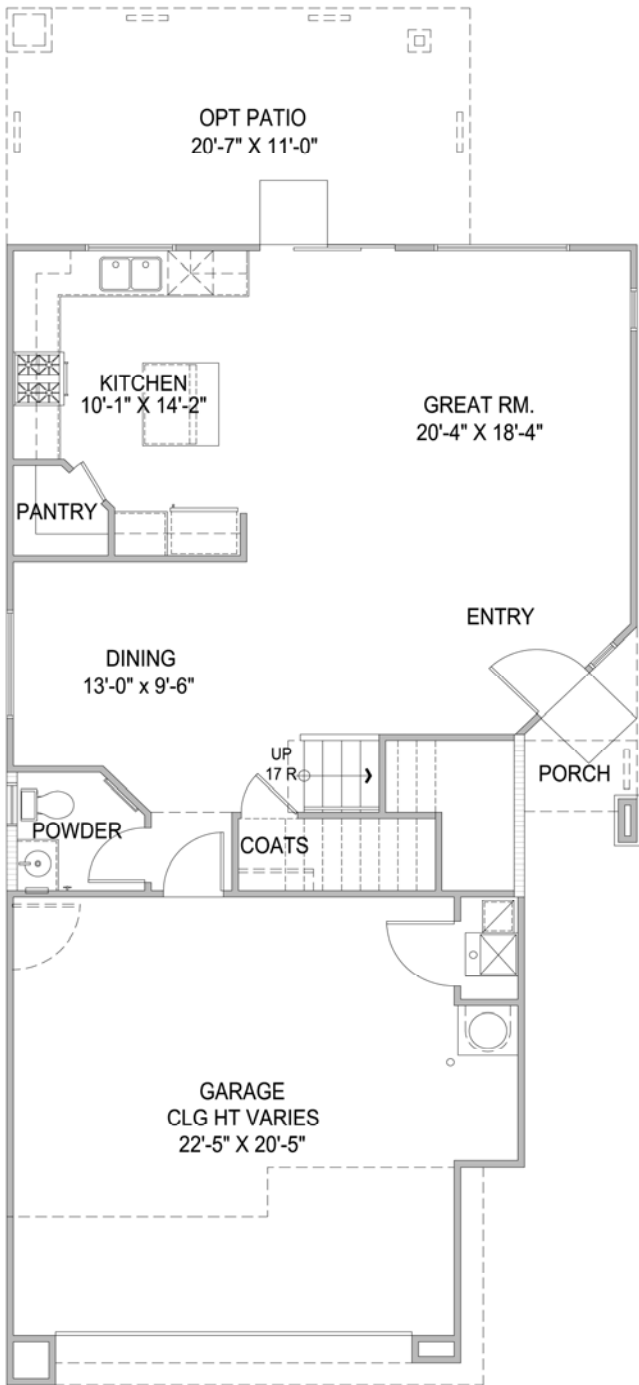 OPT PATIO
20'-7" X 11'-0"
KITCHEN
10'-1" X 14'-2"
GREAT RM.
20'-4" X 18'-4"
PANTRY
ENTRY
DINING
13'-0" x 9'-6"
UP
17 R
PORCH
POWDER
COATS
GARAGE
CLG HT VARIES
22'-5" X 20'-5"